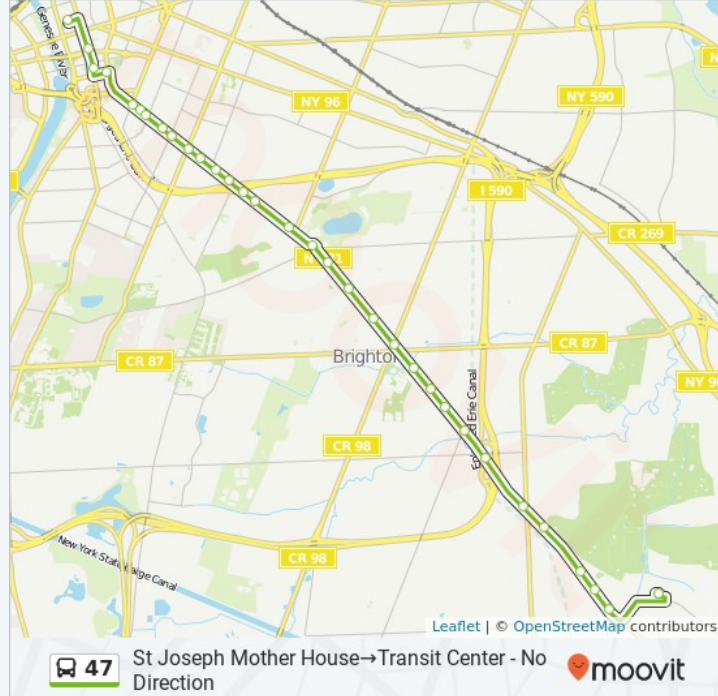 Genesee River
NY 96
NY 590
I 590
CR 269
CR 87
Brighton
CR 87
NY 96
Erie Canal
CR 98
New York State Barge Canal
CR 98
Leaflet | © OpenStreetMap contributors
47
St Joseph Mother House→Transit Center - No
Direction
moovit